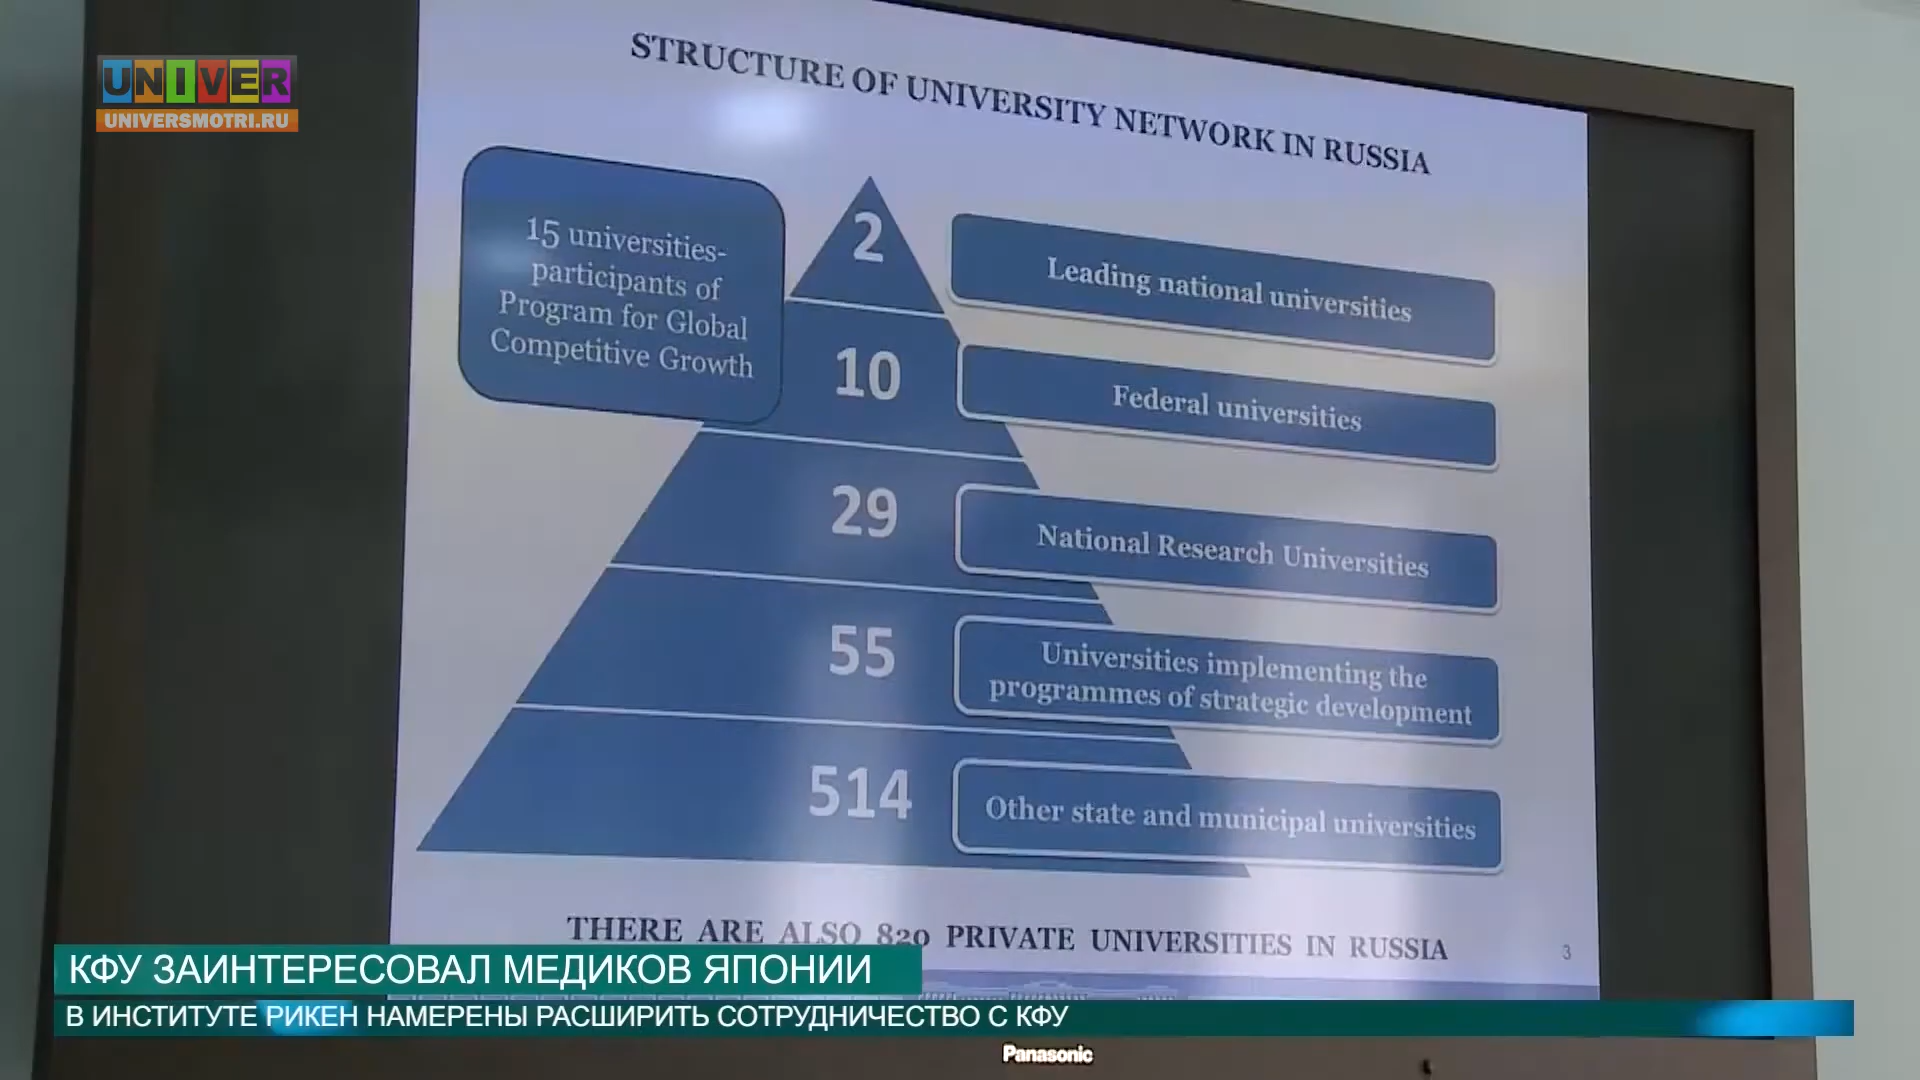 UNIVER
UNIVERSMOTRI.RU
STRUCTURE OF UNIVERSITY NETWORK IN RUSSIA
15 universities-
participants of
Program for Global
Competitive Growth
2
Leading national universities
10
Federal universities
29
National Research Universities
55
Universities implementing the
programmes of strategic development
514
Other state and municipal universities
THERE ARE ALSO 820 PRIVATE UNIVERSITIES IN RUSSIA
3
КФУ ЗАИНТЕРЕСОВАЛ МЕДИКОВ ЯПОНИИ
В ИНСТИТУТЕ РИКЕН НАМЕРЕНЫ РАСШИРИТЬ СОТРУДНИЧЕСТВО С КФУ
Panasonic